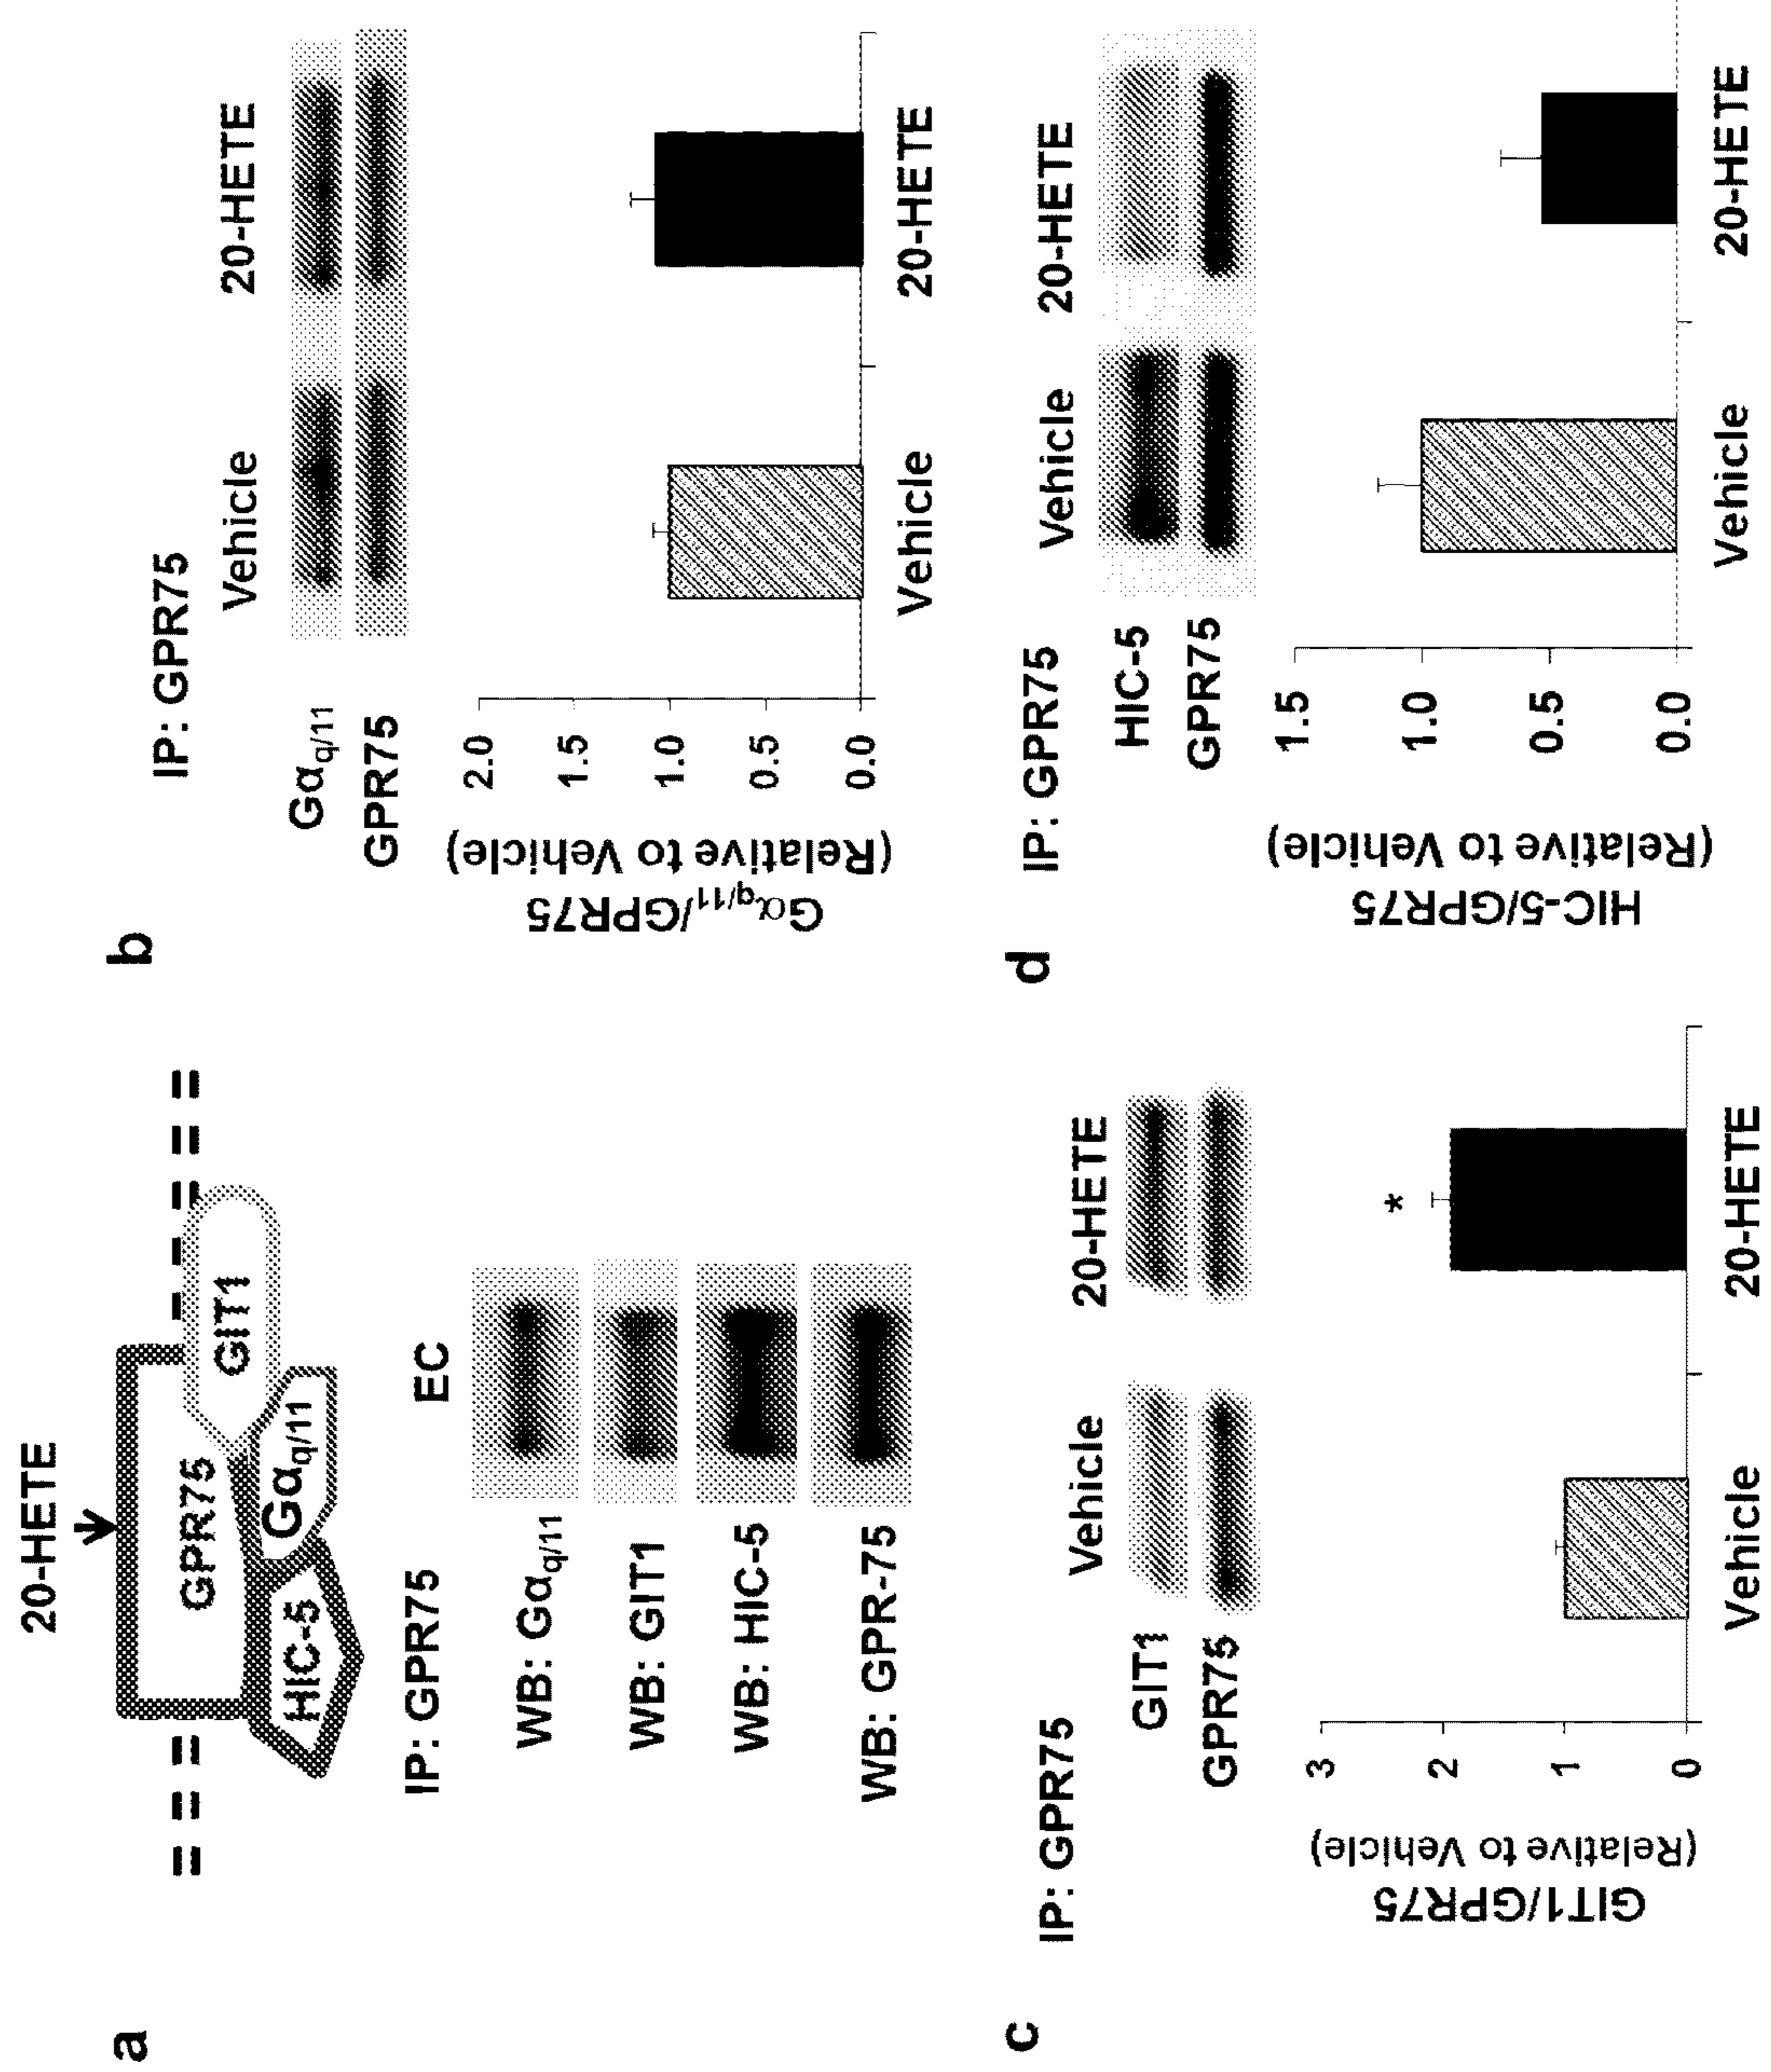 a
20-HETE
GPR75
GIT1
HIC-5
Gαq/11
IP: GPR75
EC
WB: Gαq/11
WB: GIT1
WB: HIC-5
WB: GPR-75
b
IP: GPR75
Vehicle
20-HETE
Gαq/11
GPR75
Gαq/11/GPR75
(Relative to Vehicle)
2.0
1.5
1.0
0.5
0.0
Vehicle
20-HETE
c
IP: GPR75
Vehicle
20-HETE
GIT1
GPR75
GIT1/GPR75
(Relative to Vehicle)
3
2
1
0
*
Vehicle
20-HETE
d
IP: GPR75
Vehicle
20-HETE
HIC-5
GPR75
HIC-5/GPR75
(Relative to Vehicle)
1.5
1.0
0.5
0.0
Vehicle
20-HETE